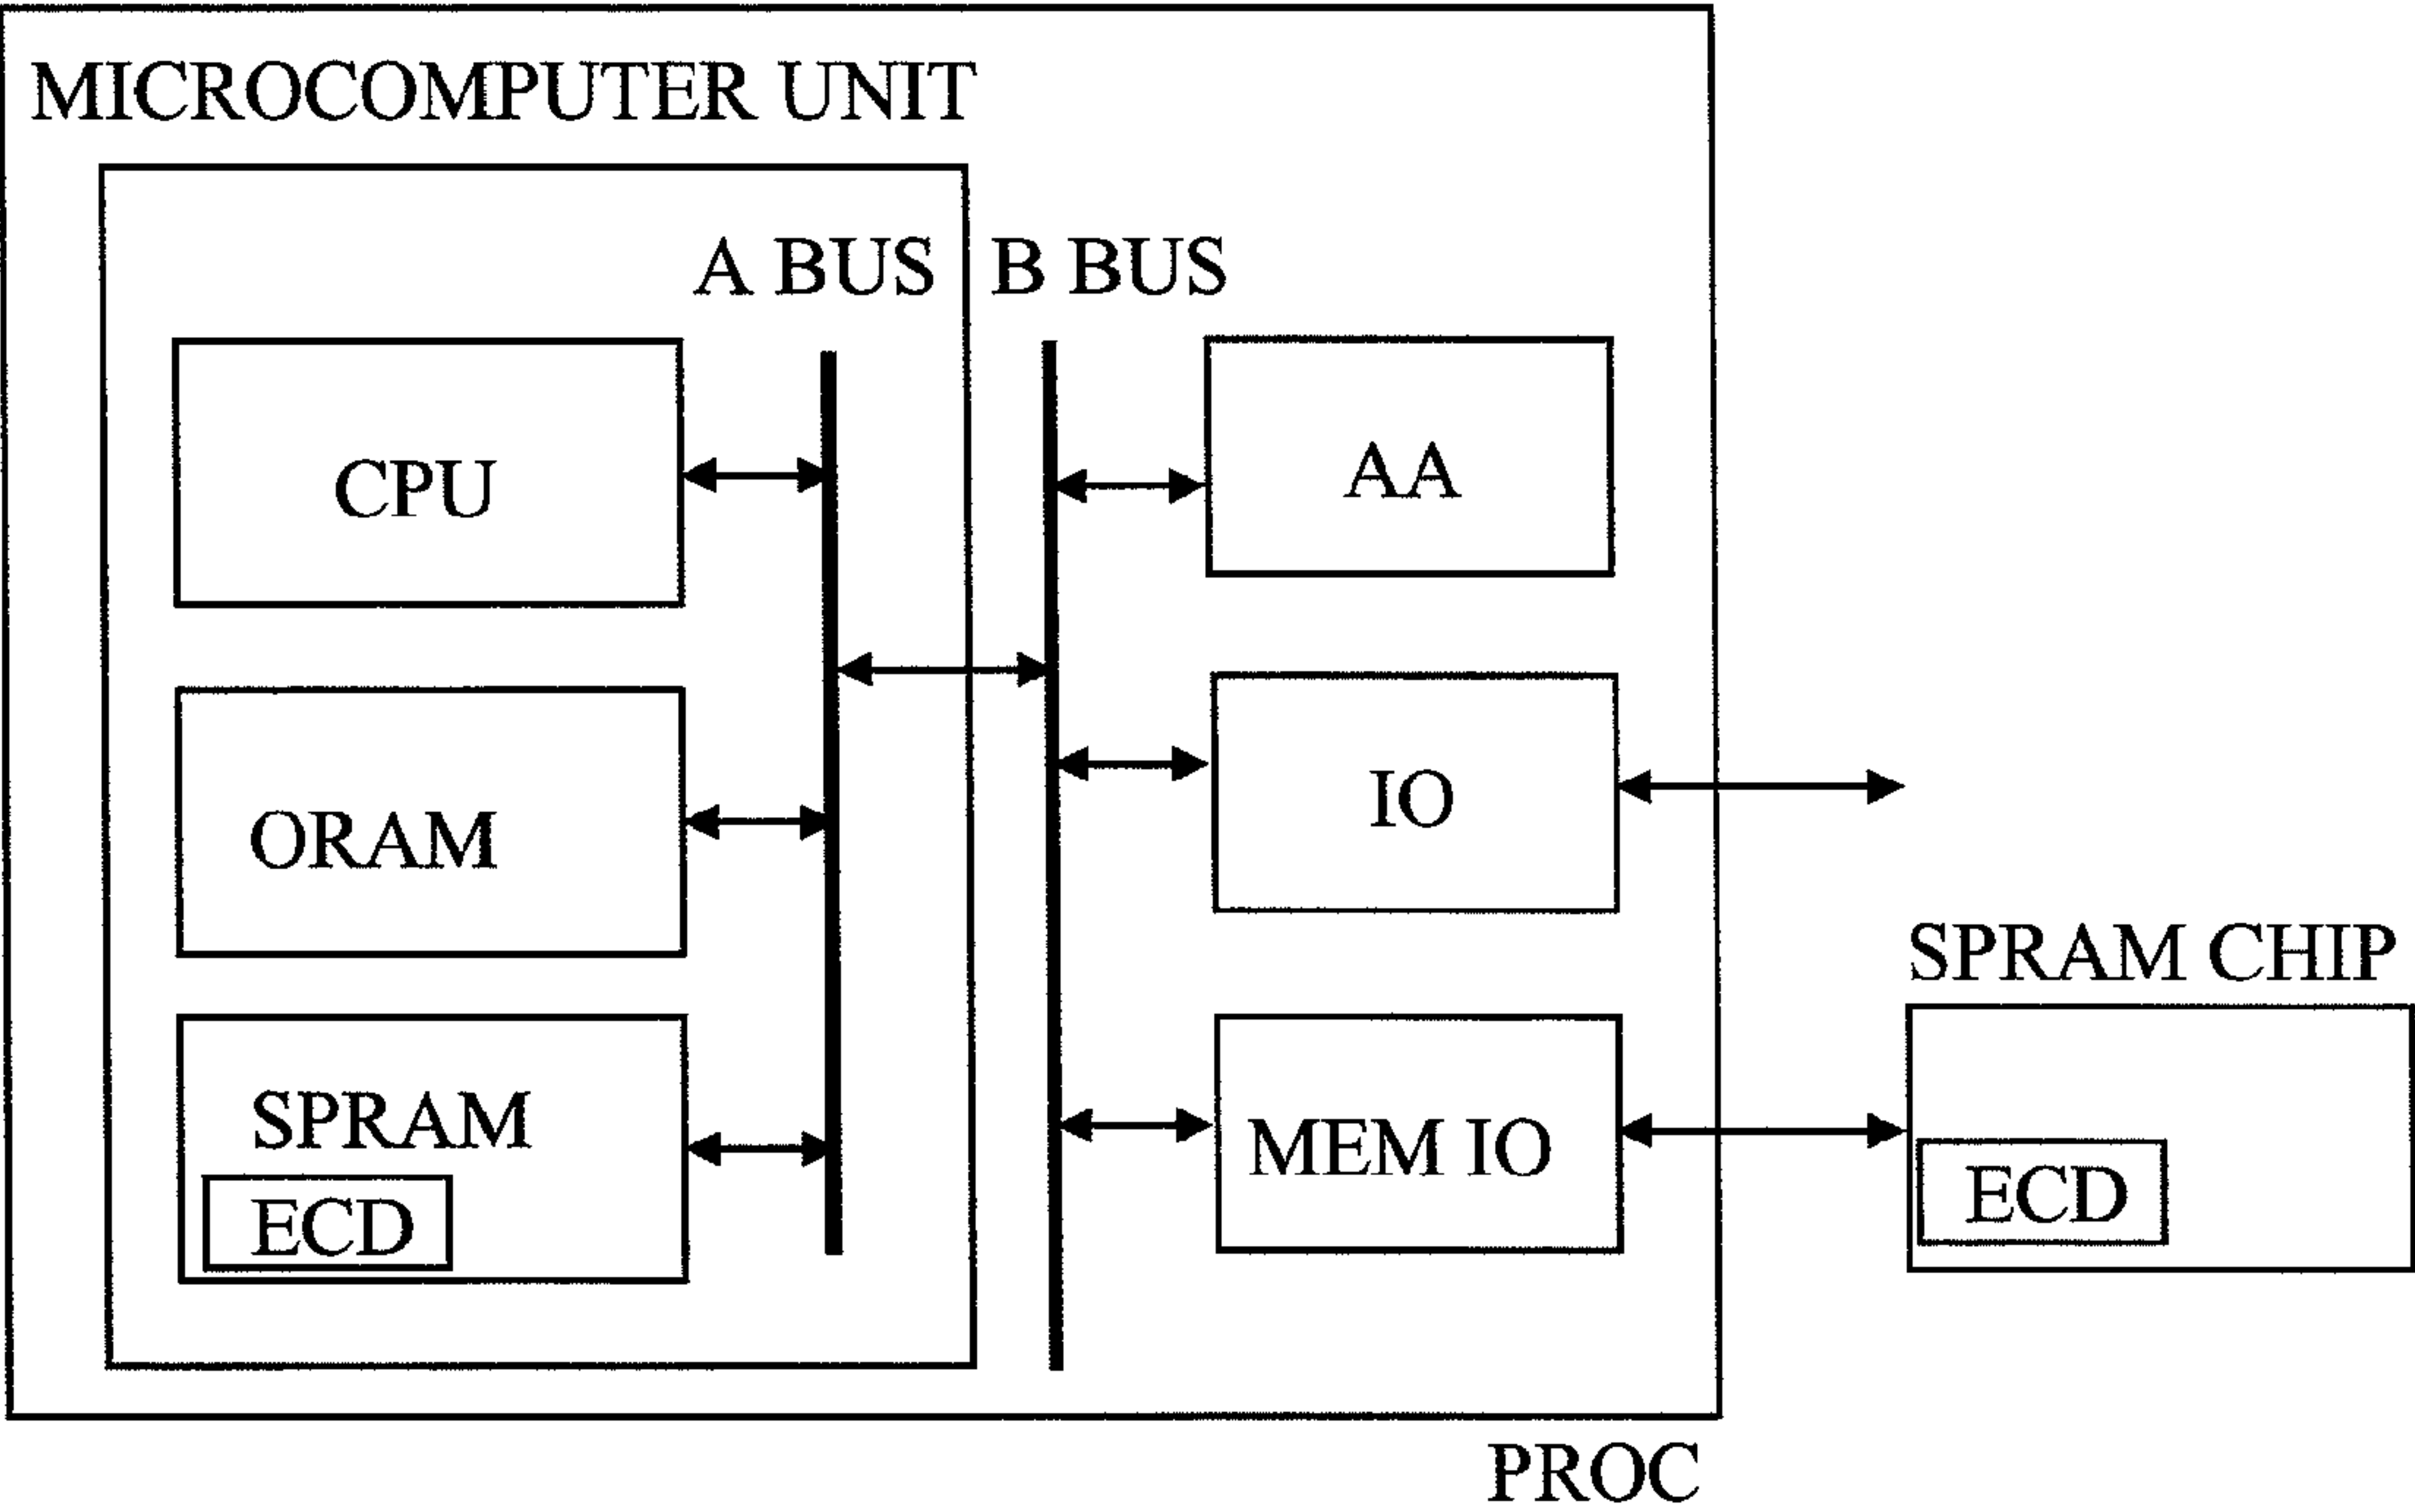 MICROCOMPUTER UNIT
A BUS
B BUS
CPU
AA
ORAM
IO
SPRAM
ECD
MEM IO
SPRAM CHIP
ECD
PROC